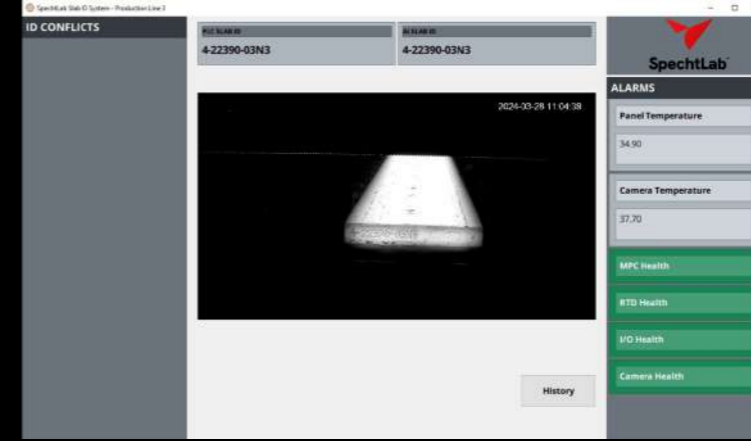 SpechtLab Slab ID System - Production Line 3
ID CONFLICTS
PLC SLAB ID
4-22390-03N3
AI SLAB ID
4-22390-03N3
2024-03-28 11:04:38
History
SpechtLab
ALARMS
Panel Temperature
34.90
Camera Temperature
37.70
MPC Health
RTD Health
I/O Health
Camera Health